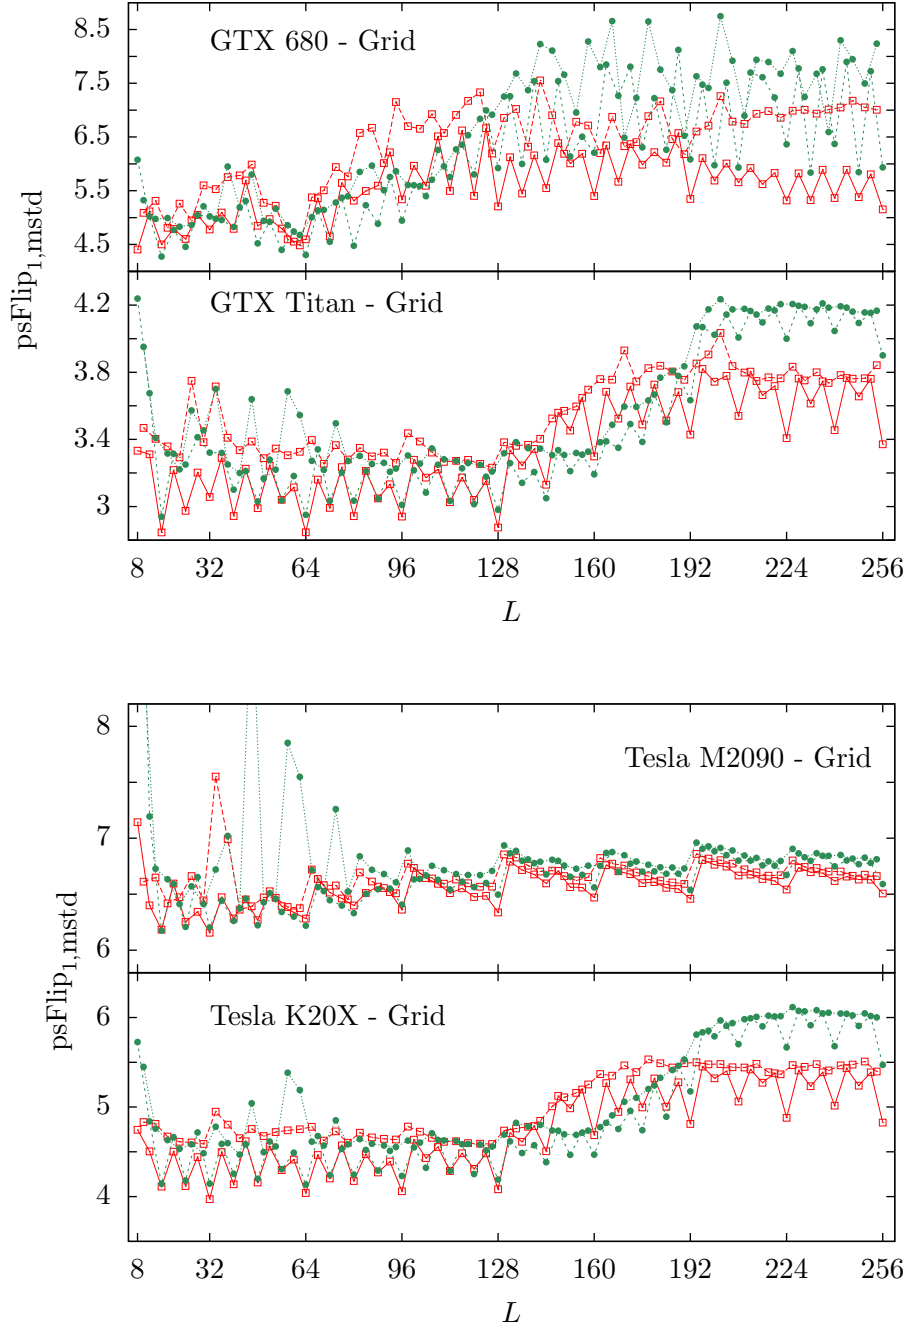 8.5
GTX 680 - Grid
7.5
6.5
5.5
4.5
psFlip1,mstd
GTX Titan - Grid
4.2
3.8
3.4
3
8 32 64 96 128 160 192 224 256
L
8
Tesla M2090 - Grid
7
6
psFlip1,mstd
Tesla K20X - Grid
6
5
4
8 32 64 96 128 160 192 224 256
L